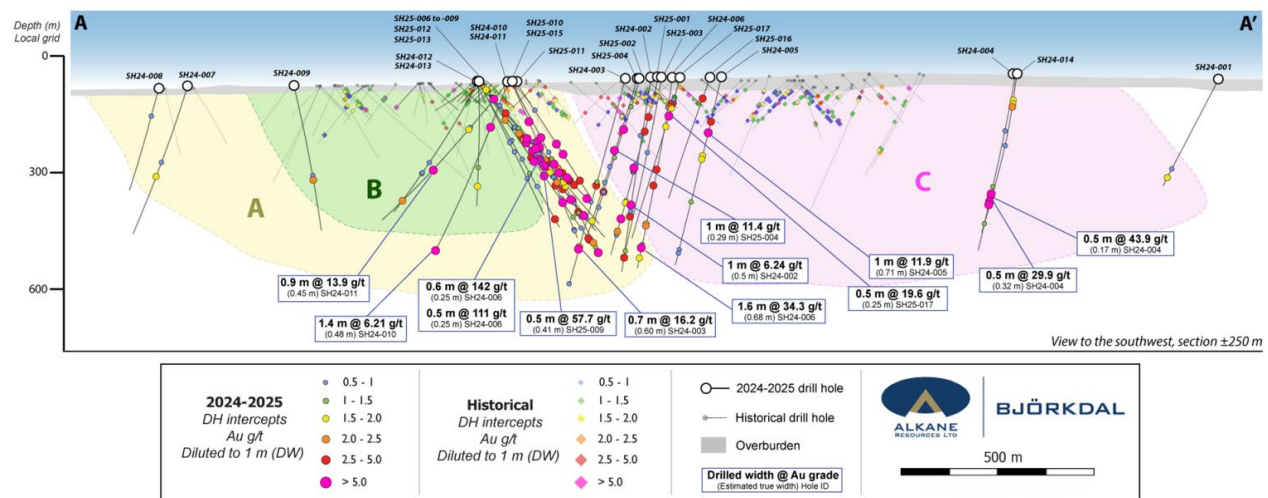 Depth (m)
Local grid
A
A'
0
300
600
SH24-008
SH24-007
SH24-009
SH25-006 to -009
SH25-012
SH25-013
SH24-012
SH24-013
SH24-010
SH24-011
SH25-010
SH25-015
SH25-011
SH24-003
SH25-004
SH25-002
SH24-002
SH25-001
SH25-003
SH24-006
SH25-017
SH25-016
SH24-005
SH24-004
SH24-014
SH24-001
A
B
C
0.9 m @ 13.9 g/t
(0.45 m) SH24-011
1.4 m @ 6.21 g/t
(0.48 m) SH24-010
0.6 m @ 142 g/t
(0.25 m) SH24-006
0.5 m @ 111 g/t
(0.25 m) SH24-006
0.5 m @ 57.7 g/t
(0.41 m) SH25-009
0.7 m @ 16.2 g/t
(0.60 m) SH24-003
1.6 m @ 34.3 g/t
(0.68 m) SH24-006
1 m @ 6.24 g/t
(0.5 m) SH24-002
1 m @ 11.4 g/t
(0.29 m) SH25-004
1 m @ 11.9 g/t
(0.71 m) SH24-005
0.5 m @ 19.6 g/t
(0.25 m) SH25-017
0.5 m @ 29.9 g/t
(0.32 m) SH24-004
0.5 m @ 43.9 g/t
(0.17 m) SH24-004
View to the southwest, section ±250 m
2024-2025
DH intercepts
Au g/t
Diluted to 1 m (DW)
0.5 - 1
1 - 1.5
1.5 - 2.0
2.0 - 2.5
2.5 - 5.0
> 5.0
Historical
DH intercepts
Au g/t
Diluted to 1 m (DW)
0.5 - 1
1 - 1.5
1.5 - 2.0
2.0 - 2.5
2.5 - 5.0
> 5.0
2024-2025 drill hole
Historical drill hole
Overburden
Drilled width @ Au grade
(Estimated true width) Hole ID
ALKANE
RESOURCES LTD
BJÖRKDAL
500 m